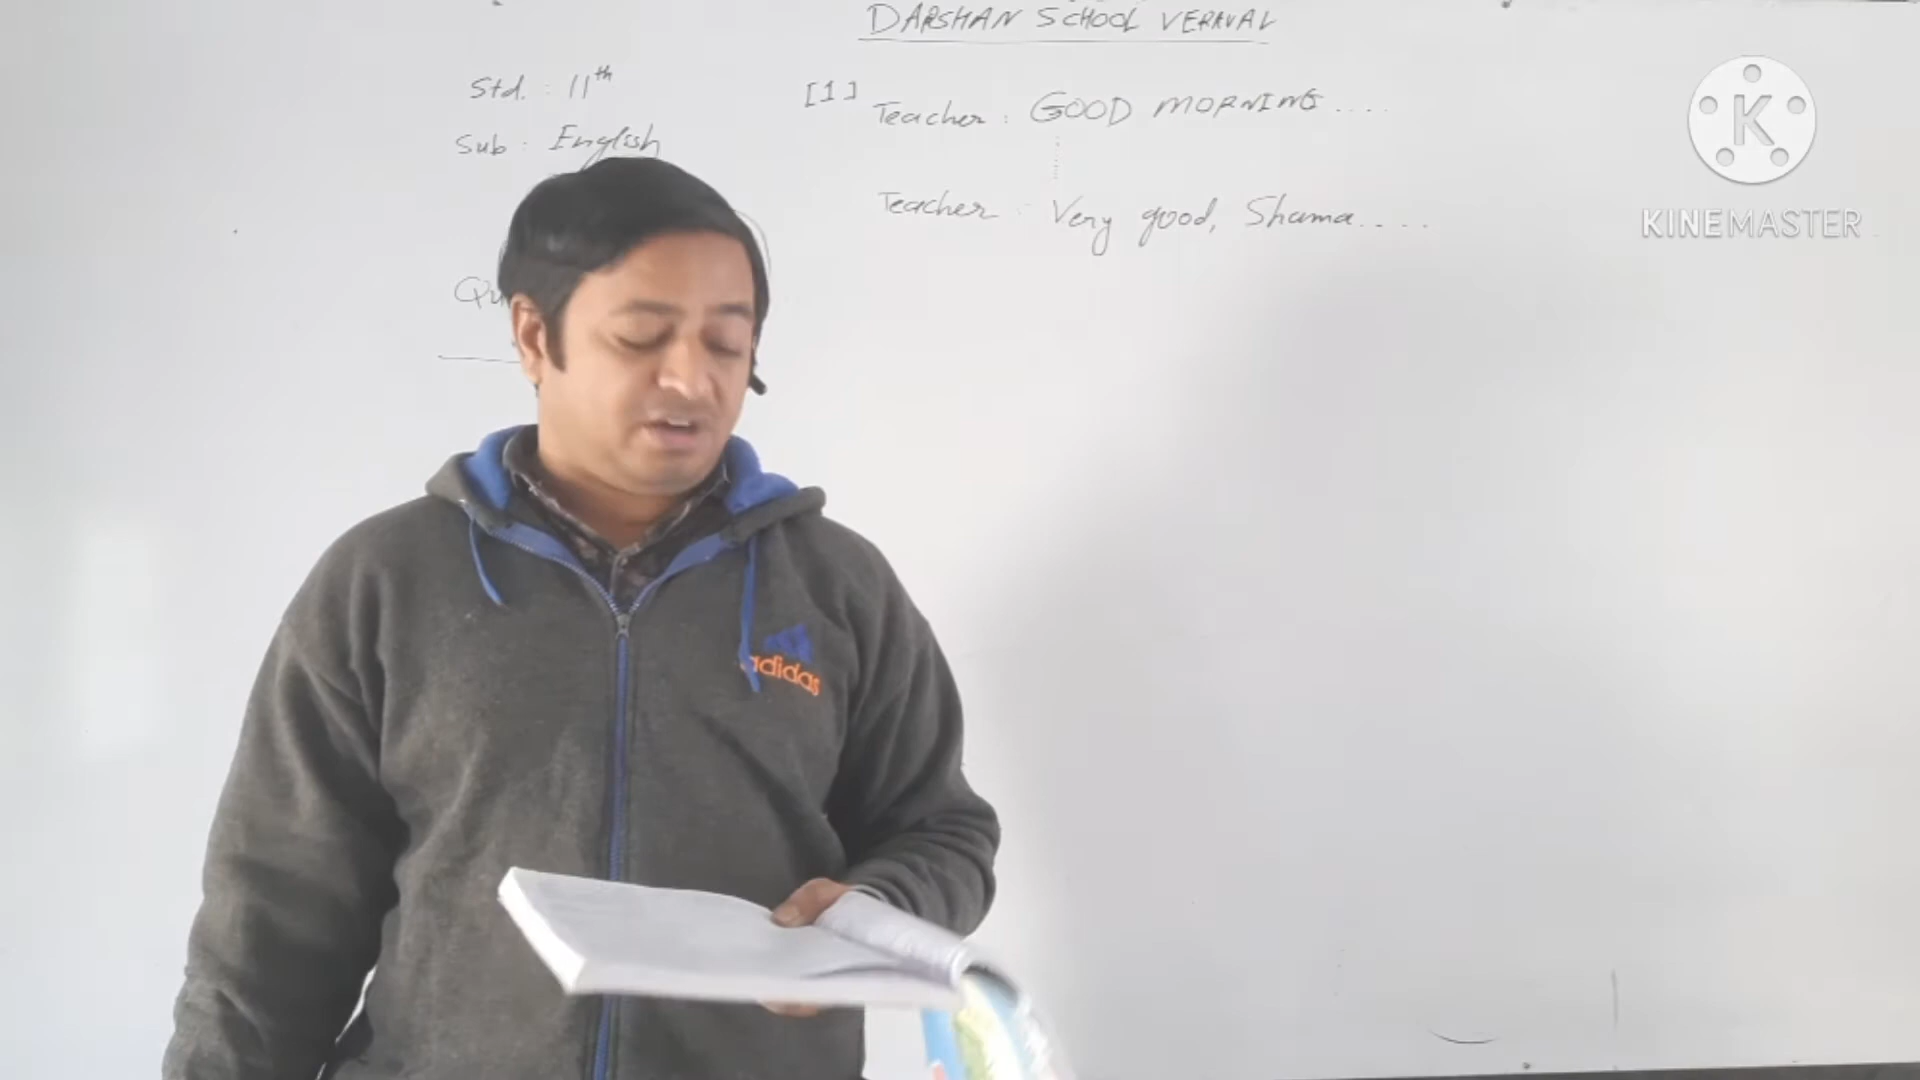 DARSHAN SCHOOL VERAVAL
Std. : 11th
Sub : English
[1] Teacher : GOOD MORNING....
Teacher : Very good, Shama....
adidas
K
KINEMASTER